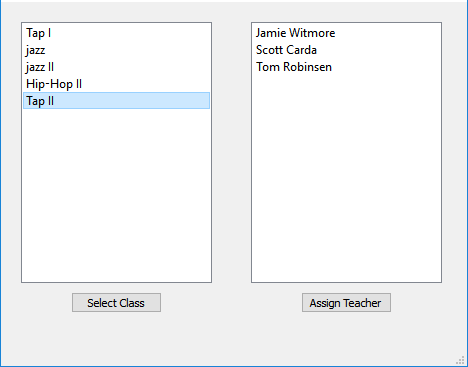 Tap I
jazz
jazz II
Hip-Hop II
Tap II
Jamie Witmore
Scott Carda
Tom Robinsen
Select Class
Assign Teacher